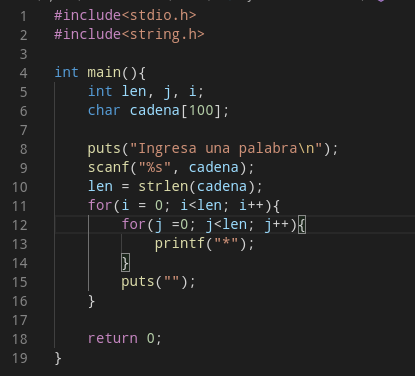 1 #include<stdio.h>
2 #include<string.h>
3
4 int main(){
5     int len, j, i;
6     char cadena[100];
7
8     puts("Ingresa una palabra\n");
9     scanf("%s", cadena);
10     len = strlen(cadena);
11     for(i = 0; i<len; i++){
12         for(j =0; j<len; j++){
13             printf("*");
14         }
15         puts("");
16     }
17
18     return 0;
19 }